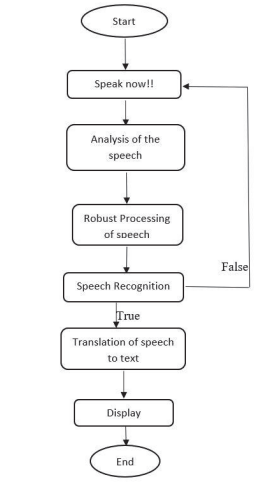 Start
Speak now!!
Analysis of the
speech
Robust Processing
of speech
False
Speech Recognition
True
Translation of speech
to text
Display
End